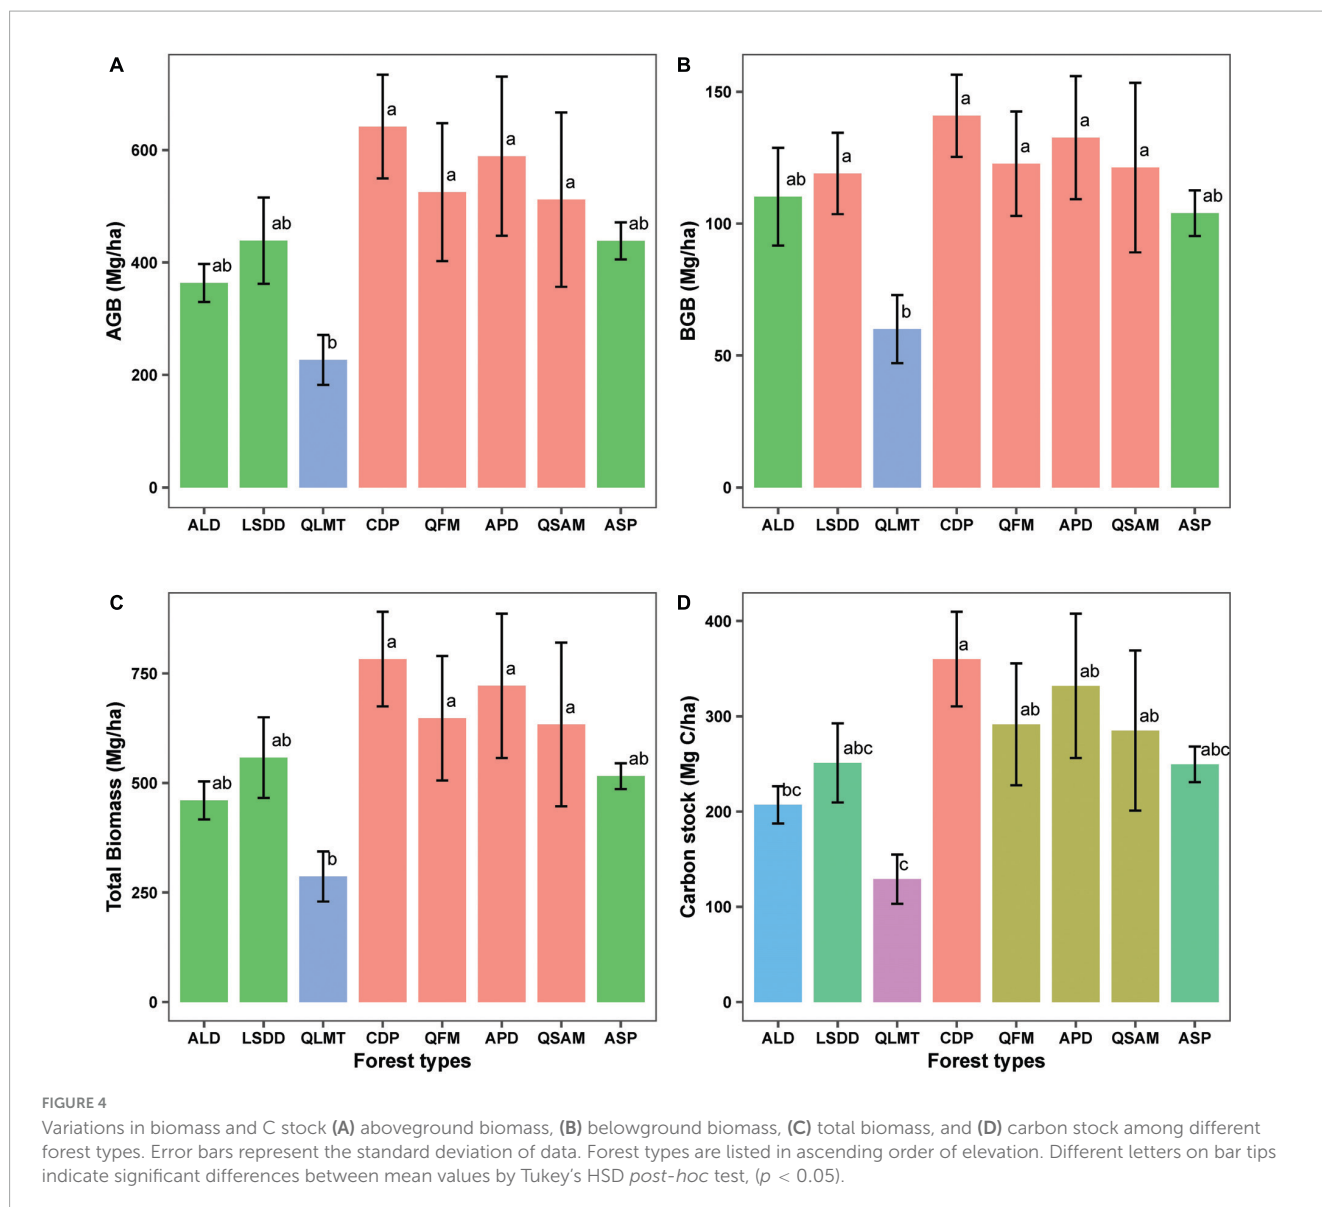 A
AGB (Mg/ha)
600
400
200
0
ab
ab
b
a
a
a
a
ab
ALD LSDD QLMT CDP QFM APD QSAM ASP
B
BGB (Mg/ha)
150
100
50
0
ab
a
b
a
a
a
a
ab
ALD LSDD QLMT CDP QFM APD QSAM ASP
C
Total Biomass (Mg/ha)
750
500
250
0
ab
ab
b
a
a
a
a
ab
ALD LSDD QLMT CDP QFM APD QSAM ASP
Forest types
D
Carbon stock (Mg C/ha)
400
300
200
100
0
bc
abc
c
a
ab
ab
ab
abc
ALD LSDD QLMT CDP QFM APD QSAM ASP
Forest types
FIGURE 4
Variations in biomass and C stock (A) aboveground biomass, (B) belowground biomass, (C) total biomass, and (D) carbon stock among different
forest types. Error bars represent the standard deviation of data. Forest types are listed in ascending order of elevation. Different letters on bar tips
indicate significant differences between mean values by Tukey's HSD post-hoc test, (p < 0.05).